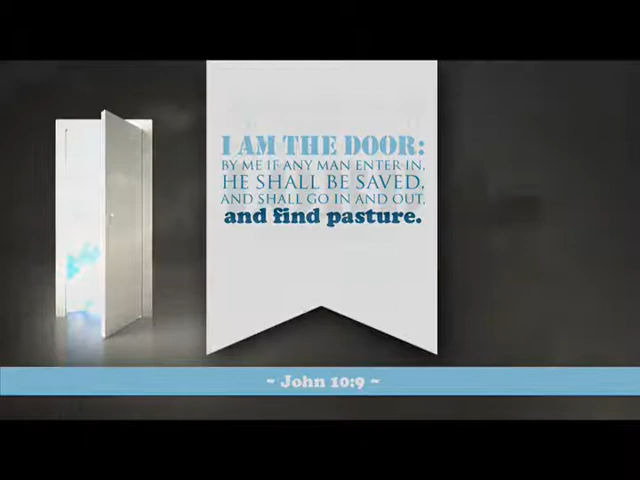 I AM THE DOOR:
BY ME IF ANY MAN ENTER IN,
HE SHALL BE SAVED,
AND SHALL GO IN AND OUT,
and find pasture.
~ John 10:9 ~